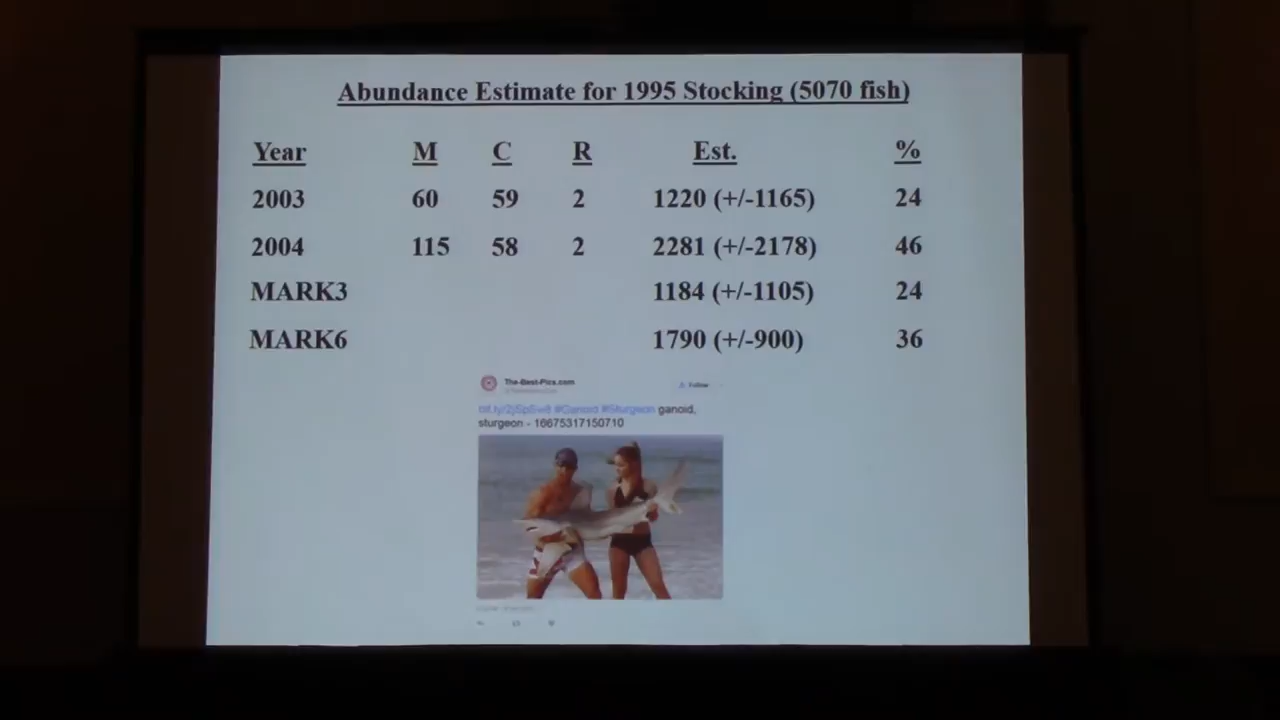 Abundance Estimate for 1995 Stocking (5070 fish)
Year M C R Est. %
2003 60 59 2 1220 (+/-1165) 24
2004 115 58 2 2281 (+/-2178) 46
MARK3 1184 (+/-1105) 24
MARK6 1790 (+/-900) 36
The-Best-Pics.com
Follow
#Ganoid #Sturgeon ganoid,
sturgeon - 16675317150710